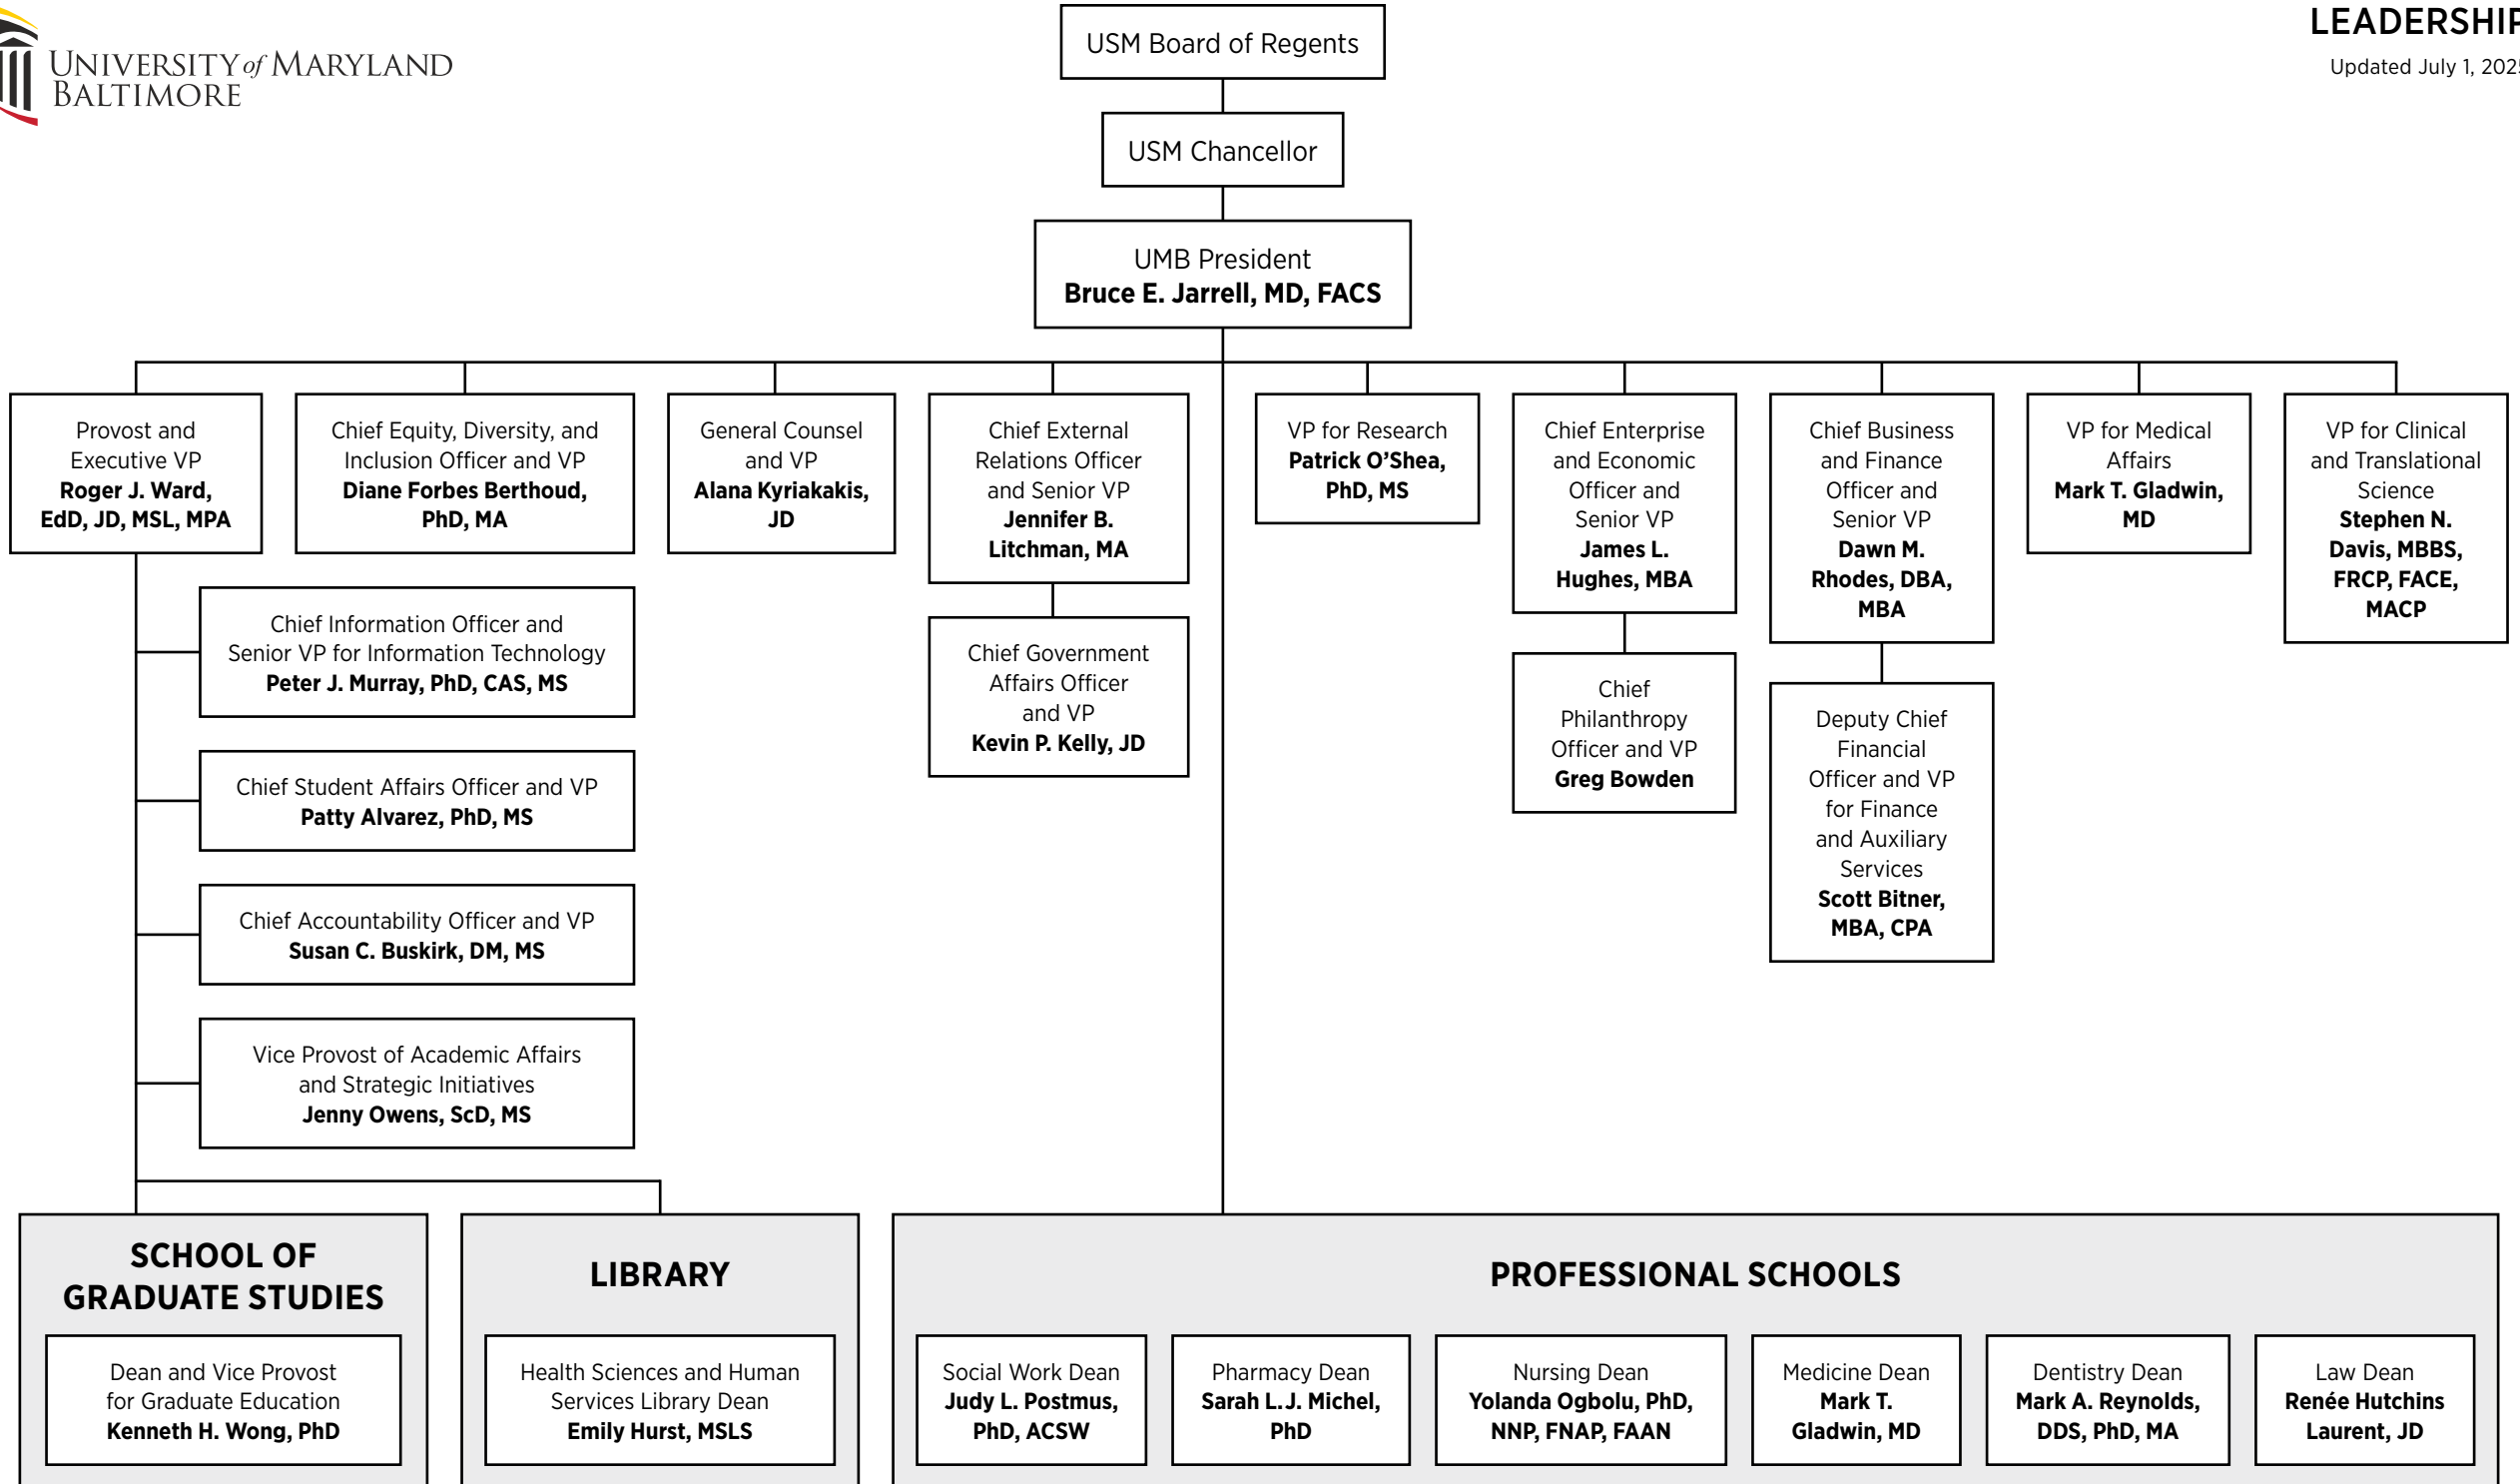 UNIVERSITY of MARYLAND
BALTIMORE
LEADERSHIP
Updated July 1, 2025
USM Board of Regents
USM Chancellor
UMB President
Bruce E. Jarrell, MD, FACS
Provost and
Executive VP
Roger J. Ward,
EdD, JD, MSL, MPA
Chief Equity, Diversity, and
Inclusion Officer and VP
Diane Forbes Berthoud,
PhD, MA
General Counsel
and VP
Alana Kyriakakis,
JD
Chief External
Relations Officer
and Senior VP
Jennifer B.
Litchman, MA
VP for Research
Patrick O’Shea,
PhD, MS
Chief Enterprise
and Economic
Officer and
Senior VP
James L.
Hughes, MBA
Chief Business
and Finance
Officer and
Senior VP
Dawn M.
Rhodes, DBA,
MBA
VP for Medical
Affairs
Mark T. Gladwin,
MD
VP for Clinical
and Translational
Science
Stephen N.
Davis, MBBS,
FRCP, FACE,
MACP
Chief Information Officer and
Senior VP for Information Technology
Peter J. Murray, PhD, CAS, MS
Chief Student Affairs Officer and VP
Patty Alvarez, PhD, MS
Chief Accountability Officer and VP
Susan C. Buskirk, DM, MS
Vice Provost of Academic Affairs
and Strategic Initiatives
Jenny Owens, ScD, MS
Chief Government
Affairs Officer
and VP
Kevin P. Kelly, JD
Chief
Philanthropy
Officer and VP
Greg Bowden
Deputy Chief
Financial
Officer and VP
for Finance
and Auxiliary
Services
Scott Bitner,
MBA, CPA
SCHOOL OF
GRADUATE STUDIES
Dean and Vice Provost
for Graduate Education
Kenneth H. Wong, PhD
LIBRARY
Health Sciences and Human
Services Library Dean
Emily Hurst, MSLS
PROFESSIONAL SCHOOLS
Social Work Dean
Judy L. Postmus,
PhD, ACSW
Pharmacy Dean
Sarah L.J. Michel,
PhD
Nursing Dean
Yolanda Ogbolu, PhD,
NNP, FNAP, FAAN
Medicine Dean
Mark T.
Gladwin, MD
Dentistry Dean
Mark A. Reynolds,
DDS, PhD, MA
Law Dean
Renée Hutchins
Laurent, JD